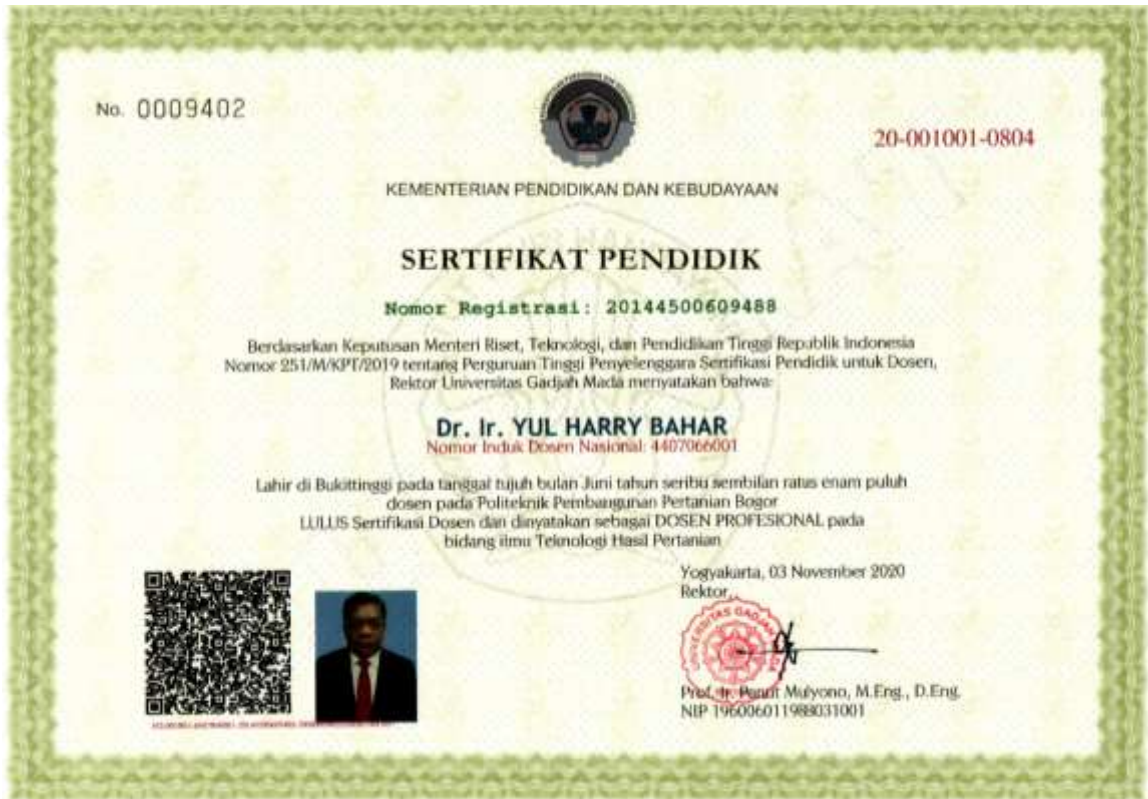 No. 0009402
20-001001-0804
KEMENTERIAN PENDIDIKAN DAN KEBUDAYAAN
SERTIFIKAT PENDIDIK
Nomor Registrasi: 20144500609488
Berdasarkan Keputusan Menteri Riset, Teknologi, dan Pendidikan Tinggi Republik Indonesia
Nomor 251/M/KPT/2019 tentang Perguruan Tinggi Penyelenggara Sertifikasi Pendidik untuk Dosen,
Rektor Universitas Gadjah Mada menyatakan bahwa:
Dr. Ir. YUL HARRY BAHAR
Nomor Induk Dosen Nasional: 4407066001
Lahir di Bukittinggi pada tanggal tujuh bulan Juni tahun seribu sembilan ratus enam puluh
dosen pada Politeknik Pembangunan Pertanian Bogor
LULUS Sertifikasi Dosen dan dinyatakan sebagai DOSEN PROFESIONAL pada
bidang ilmu Teknologi Hasil Pertanian
Yogyakarta, 03 November 2020
Rektor,
UNIVERSITAS GADJAH
Prof. Ir. Panut Mulyono, M.Eng., D.Eng.
NIP 196006011988031001